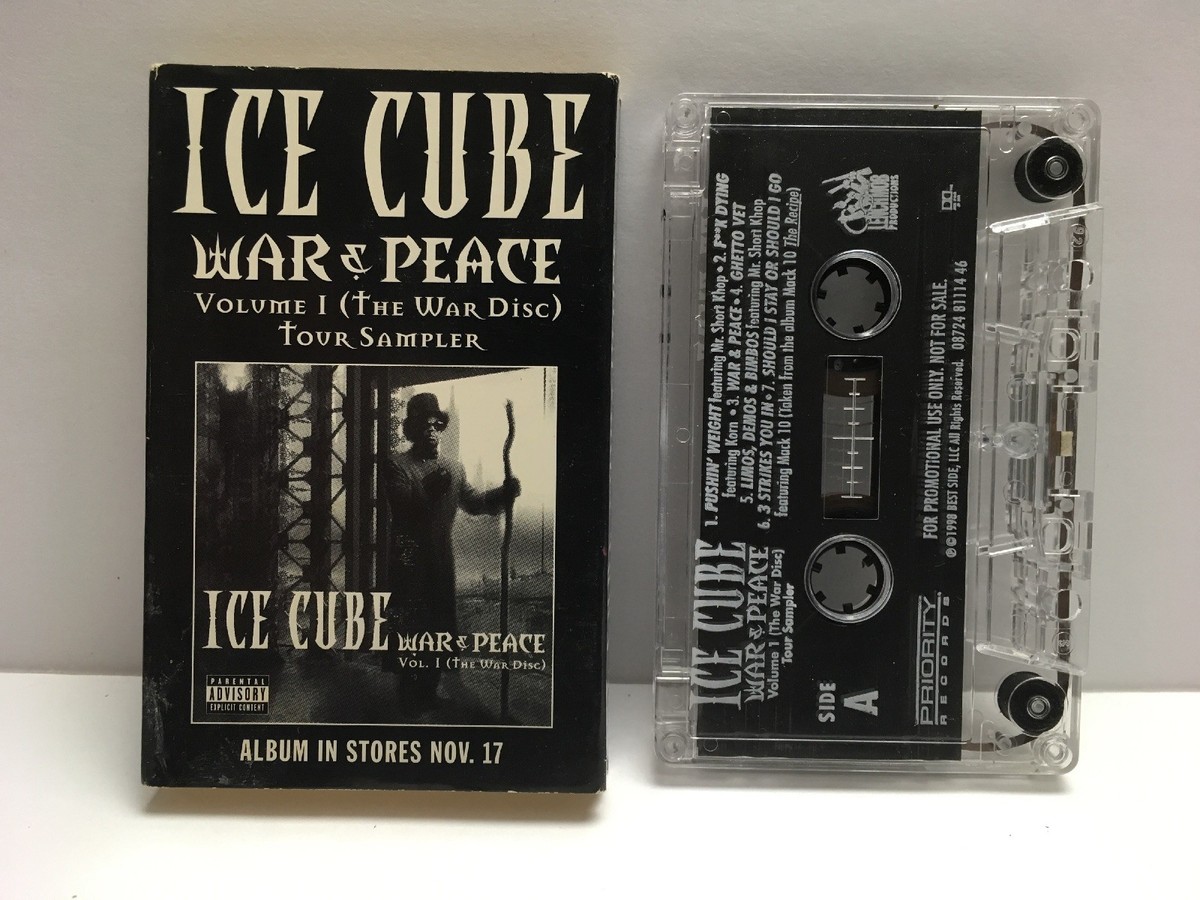 ICE CUBE
WAR & PEACE
VOLUME I (THE WAR DISC)
TOUR SAMPLER
ICE CUBE WAR & PEACE
VOL. I (THE WAR DISC)
PARENTAL
ADVISORY
EXPLICIT CONTENT
ALBUM IN STORES NOV. 17
ICE CUBE
WAR & PEACE
Volume 1 (The War Disc)
Tour Sampler
1. PUSHIN' WEIGHT featuring Mr. Short Khop • 2. F**K DYING
featuring Korn • 3. WAR & PEACE • 4. GHETTO VET
5. LIMOS, DEMOS & BIMBOS featuring Mr. Short Khop
6. 3 STRIKES YOU IN • 7. SHOULD I STAY OR SHOULD I GO
featuring Mack 10 (Taken from the album Mack 10 The Recipe)
SIDE
A
LENCHMOB
PRODUCTIONS
PRIORITY
RECORDS
FOR PROMOTIONAL USE ONLY. NOT FOR SALE.
℗©1998 BEST SIDE, LLC All Rights Reserved. 08724 81114 46